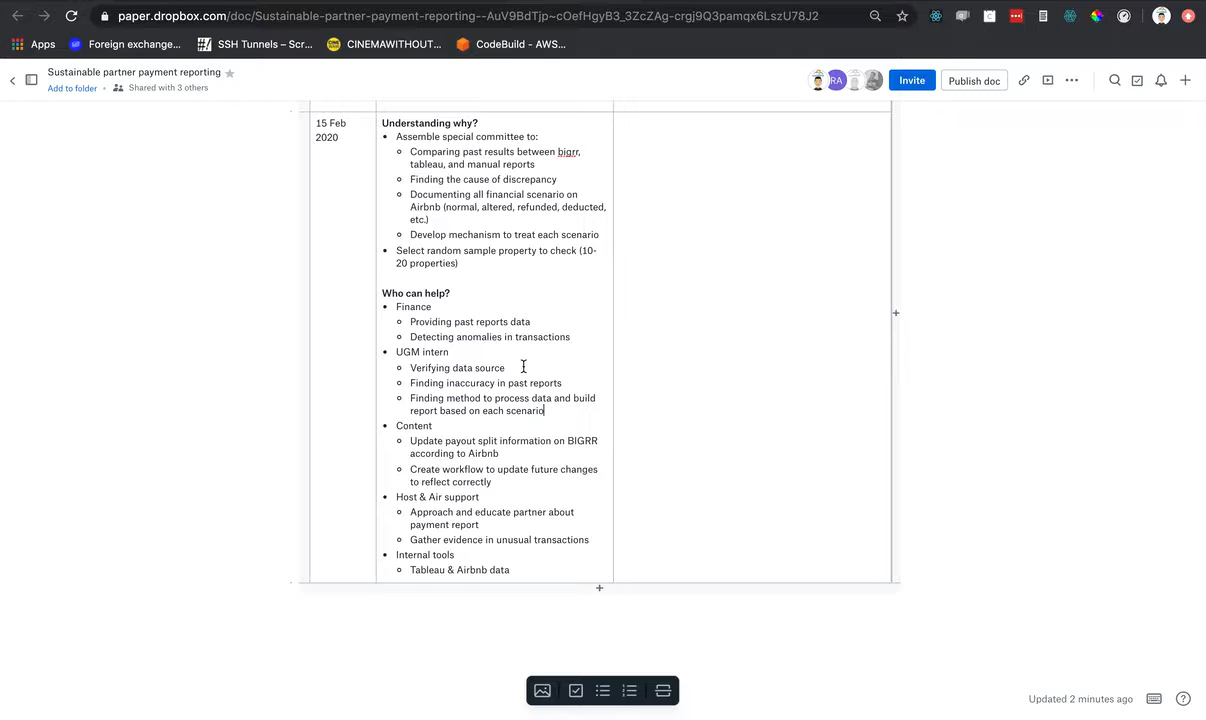 paper.dropbox.com/doc/Sustainable-partner-payment-reporting--AuV9BdTjp~cOefHgyB3_3ZcZAg-crgj9Q3pamqx6LszU78J2
Apps Foreign exchange... SSH Tunnels – Scr... CINEMAWITHOUT... CodeBuild - AWS...
Sustainable partner payment reporting
Add to folder • Shared with 3 others
RA
Invite
Publish doc
15 Feb
2020
Understanding why?
Assemble special committee to:
Comparing past results between bigrr,
tableau, and manual reports
Finding the cause of discrepancy
Documenting all financial scenario on
Airbnb (normal, altered, refunded, deducted,
etc.)
Develop mechanism to treat each scenario
Select random sample property to check (10-
20 properties)
Who can help?
Finance
Providing past reports data
Detecting anomalies in transactions
UGM intern
Verifying data source
Finding inaccuracy in past reports
Finding method to process data and build
report based on each scenario
Content
Update payout split information on BIGRR
according to Airbnb
Create workflow to update future changes
to reflect correctly
Host & Air support
Approach and educate partner about
payment report
Gather evidence in unusual transactions
Internal tools
Tableau & Airbnb data
Updated 2 minutes ago